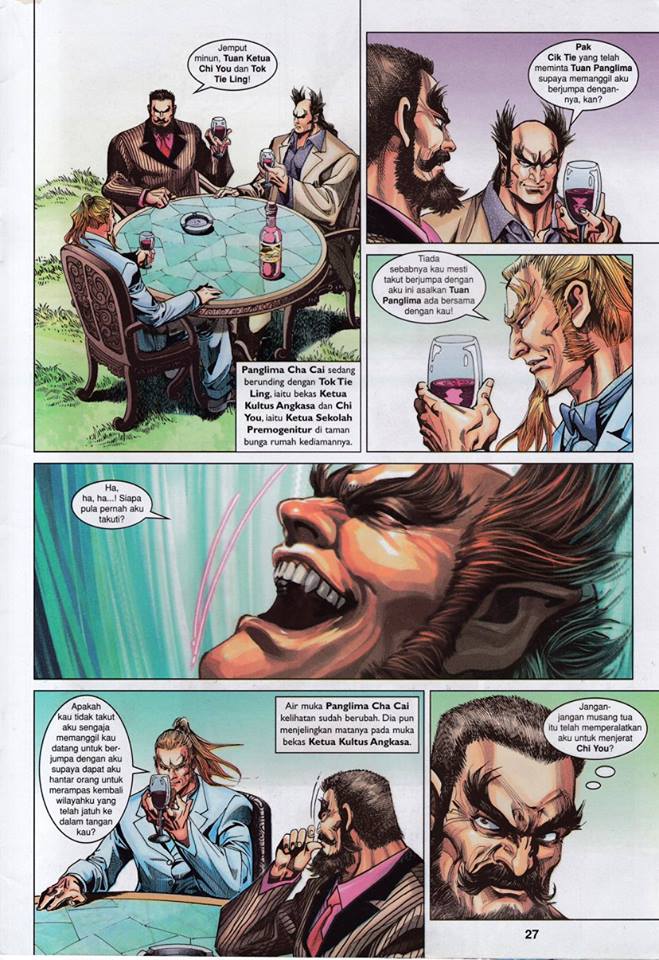 Jemput
minun, Tuan Ketua
Chi You dan Tok
Tie Ling!
Pak
Cik Tie yang telah
meminta Tuan Panglima
supaya memanggil aku
berjumpa dengan-
nya, kan?
Panglima Cha Cai sedang
berunding dengan Tok Tie
Ling, iaitu bekas Ketua
Kultus Angkasa dan Chi
You, iaitu Ketua Sekolah
Premogenitur di taman
bunga rumah kediamannya.
Tiada
sebabnya kau mesti
takut berjumpa dengan
aku ini asalkan Tuan
Panglima ada bersama
dengan kau!
Ha,
ha, ha...! Siapa
pula pernah aku
takuti?
Apakah
kau tidak takut
aku sengaja
memanggil kau
datang untuk ber-
jumpa dengan aku
supaya dapat aku
hantar orang untuk
merampas kembali
wilayahku yang
telah jatuh ke
dalam tangan
kau?
Air muka Panglima Cha Cai
kelihatan sudah berubah. Dia pun
menjelingkan matanya pada muka
bekas Ketua Kultus Angkasa.
Jangan-
jangan musang tua
itu telah memperalatkan
aku untuk menjerat
Chi You?
27